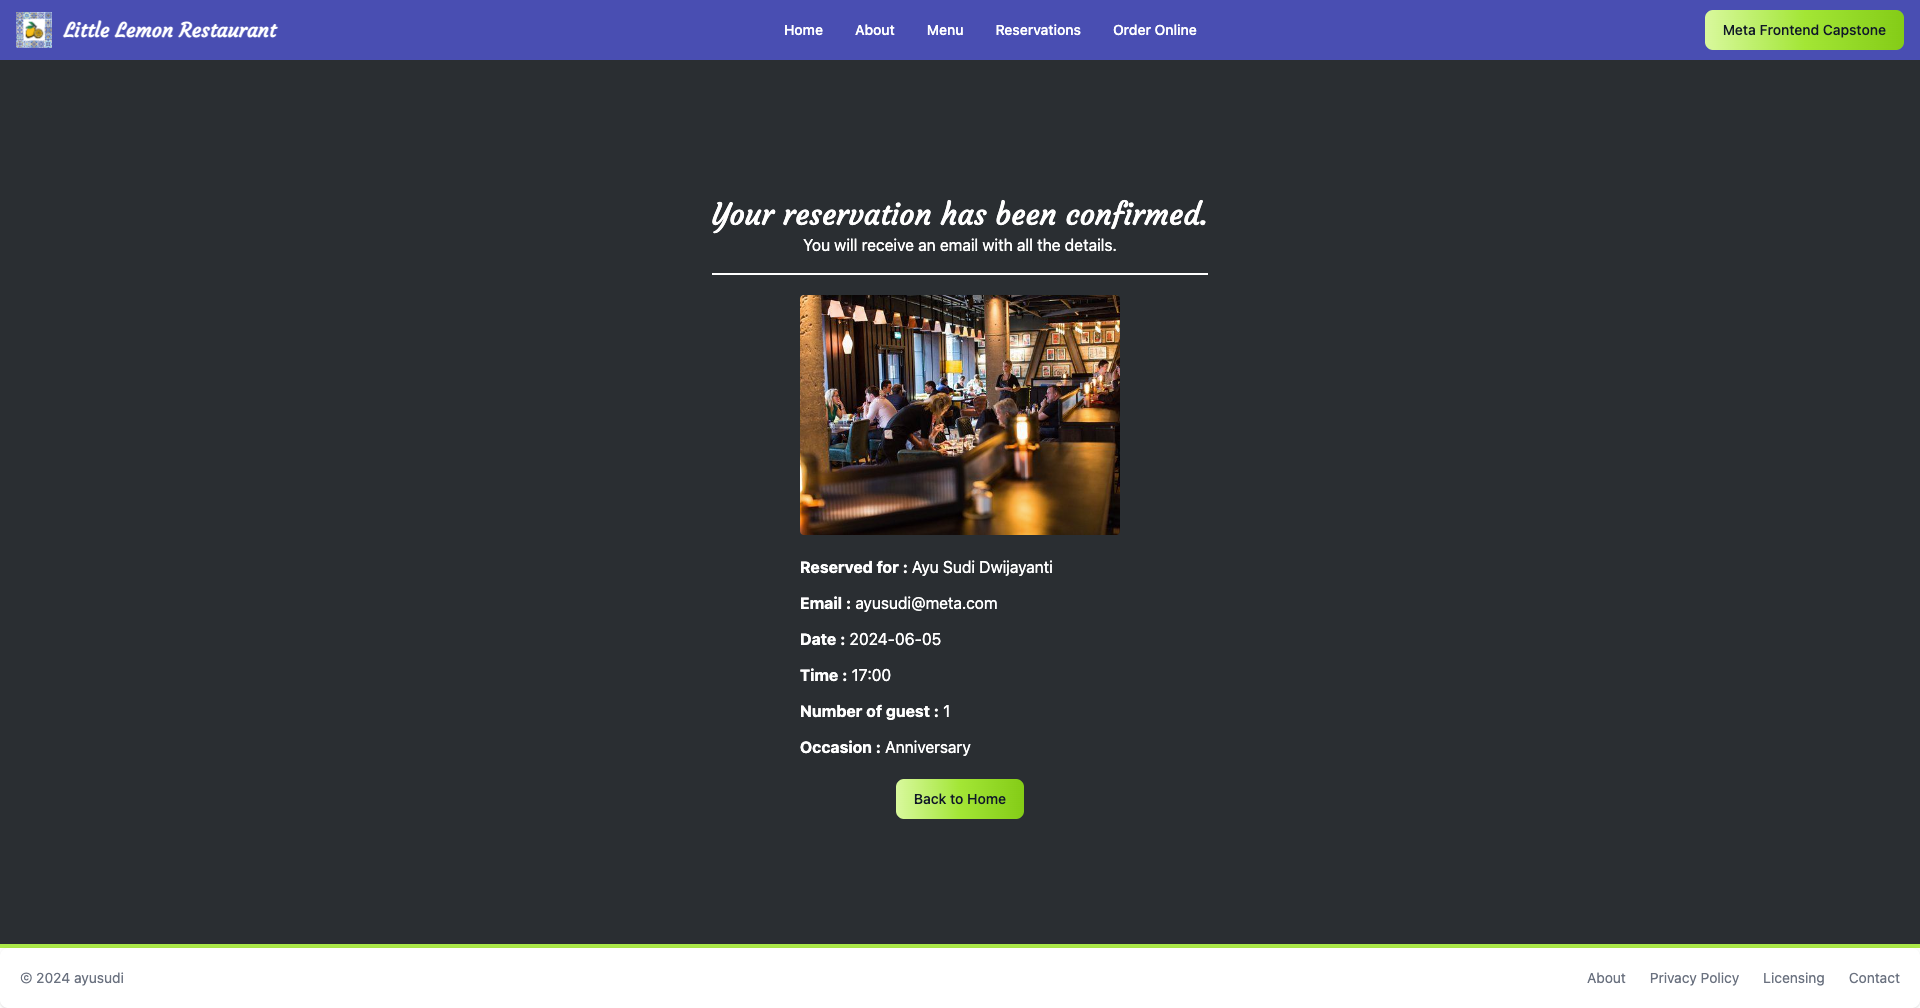 Little Lemon Restaurant
Home About Menu Reservations Order Online
Meta Frontend Capstone
Your reservation has been confirmed.
You will receive an email with all the details.
Reserved for : Ayu Sudi Dwijayanti
Email : ayusudi@meta.com
Date : 2024-06-05
Time : 17:00
Number of guest : 1
Occasion : Anniversary
Back to Home
© 2024 ayusudi
About Privacy Policy Licensing Contact